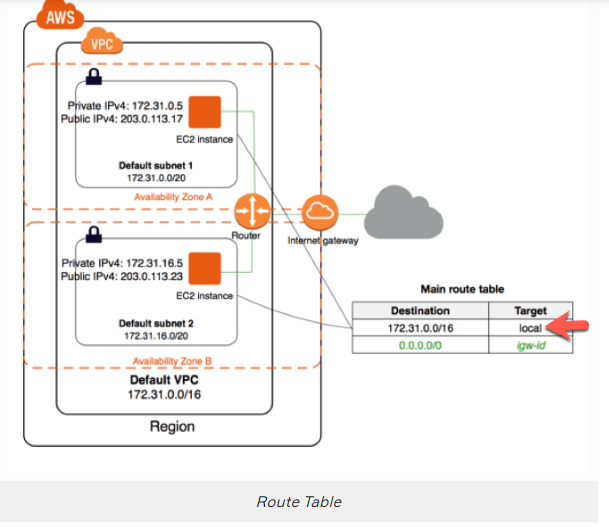 AWS
VPC
Private IPv4: 172.31.0.5
Public IPv4: 203.0.113.17
EC2 instance
Default subnet 1
172.31.0.0/20
Availability Zone A
Router
Internet gateway
Private IPv4: 172.31.16.5
Public IPv4: 203.0.113.23
EC2 instance
Default subnet 2
172.31.16.0/20
Availability Zone B
Default VPC
172.31.0.0/16
Region
Main route table
Destination Target
172.31.0.0/16 local
0.0.0.0/0 igw-id
Route Table